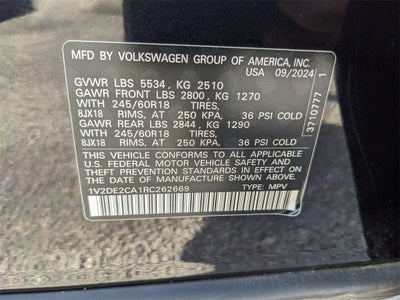 MFD BY VOLKSWAGEN GROUP OF AMERICA, INC.
USA 09/2024
GVWR LBS 5534 , KG 2510
GAWR FRONT LBS 2800 , KG 1270
WITH 245/60R18 TIRES,
8JX18 RIMS, AT 250 KPA, 36 PSI COLD
GAWR REAR LBS 2844 , KG 1290
WITH 245/60R18 TIRES,
8JX18 RIMS, AT 250 KPA, 36 PSI COLD
THIS VEHICLE CONFORMS TO ALL APPLICABLE
U.S. FEDERAL MOTOR VEHICLE SAFETY AND
THEFT PREVENTION STANDARDS IN EFFECT ON
THE DATE OF MANUFACTURE SHOWN ABOVE.
1V2DE2CA1RC262669 TYPE: MPV
3710777 1